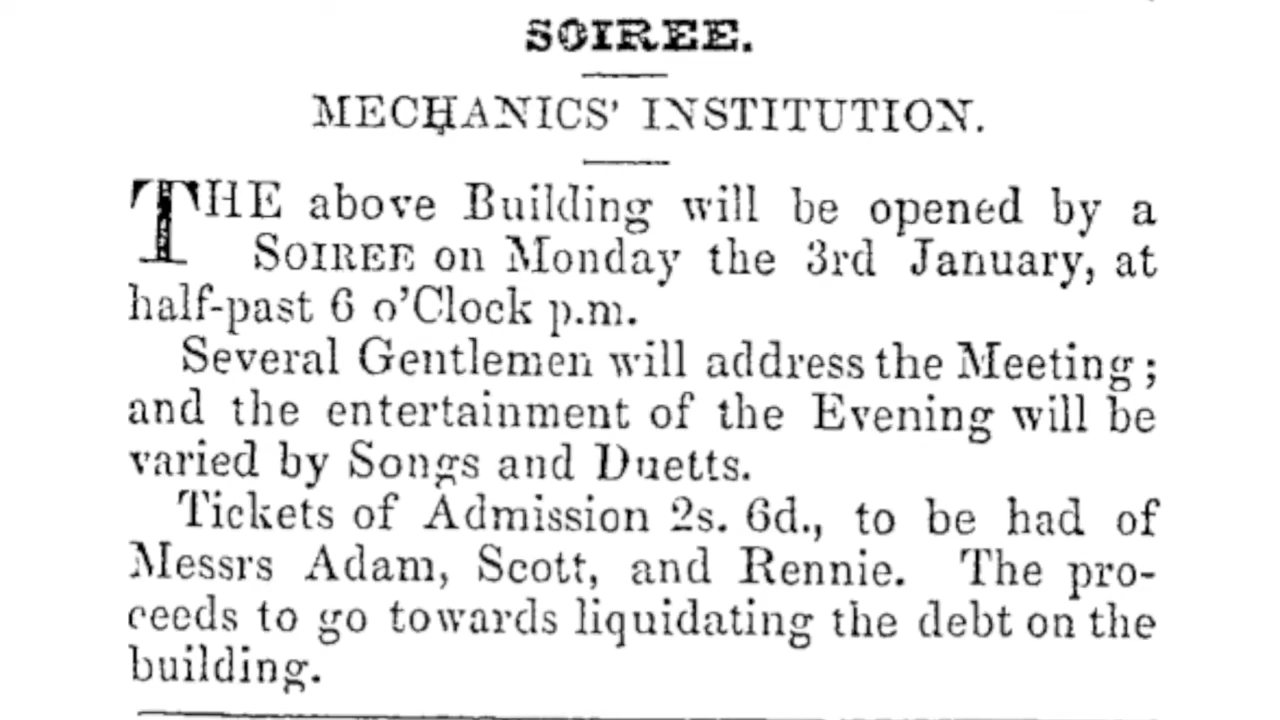 SOIREE.
MECHANICS' INSTITUTION.
THE above Building will be opened by a
SOIREE on Monday the 3rd January, at
half-past 6 o'Clock p.m.
Several Gentlemen will address the Meeting;
and the entertainment of the Evening will be
varied by Songs and Duetts.
Tickets of Admission 2s. 6d., to be had of
Messrs Adam, Scott, and Rennie. The pro-
ceeds to go towards liquidating the debt on the
building.